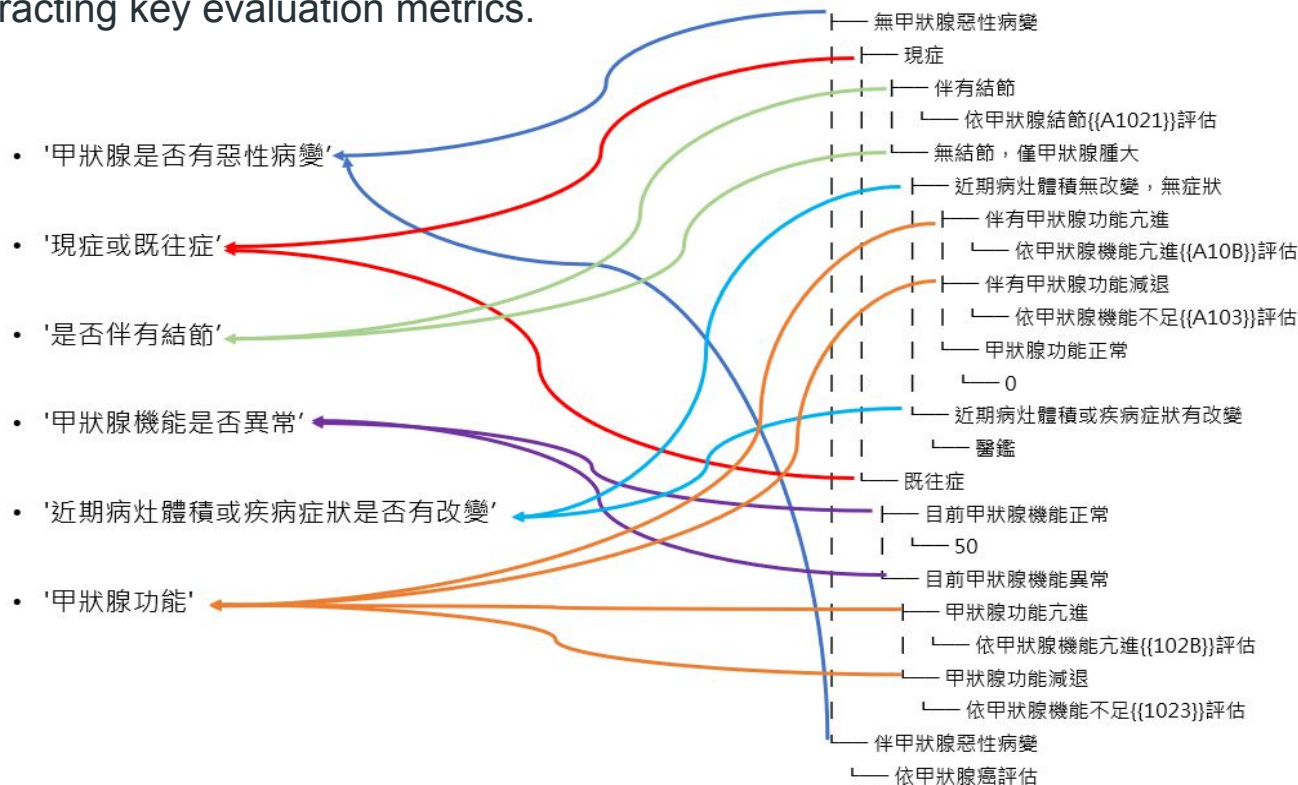 racting key evaluation metrics.
• '甲狀腺是否有惡性病變’
• '現症或既往症’
• '是否伴有結節’
• '甲狀腺機能是否異常’
• '近期病灶體積或疾病症狀是否有改變’
• '甲狀腺功能'
├── 無甲狀腺惡性病變
| ├── 現症
| | ├── 伴有結節
| | | └── 依甲狀腺結節{{A1021}}評估
| | └── 無結節，僅甲狀腺腫大
| | ├── 近期病灶體積無改變，無症狀
| | | ├── 伴有甲狀腺功能亢進
| | | | └── 依甲狀腺機能亢進{{A10B}}評估
| | | ├── 伴有甲狀腺功能減退
| | | | └── 依甲狀腺機能不足{{A103}}評估
| | | └── 甲狀腺功能正常
| | | └── 0
| | └── 近期病灶體積或疾病症狀有改變
| | └── 醫鑑
| └── 既往症
| ├── 目前甲狀腺機能正常
| | └── 50
| └── 目前甲狀腺機能異常
| ├── 甲狀腺功能亢進
| | └── 依甲狀腺機能亢進{{102B}}評估
| └── 甲狀腺功能減退
| └── 依甲狀腺機能不足{{1023}}評估
└── 伴甲狀腺惡性病變
└── 依甲狀腺癌評估